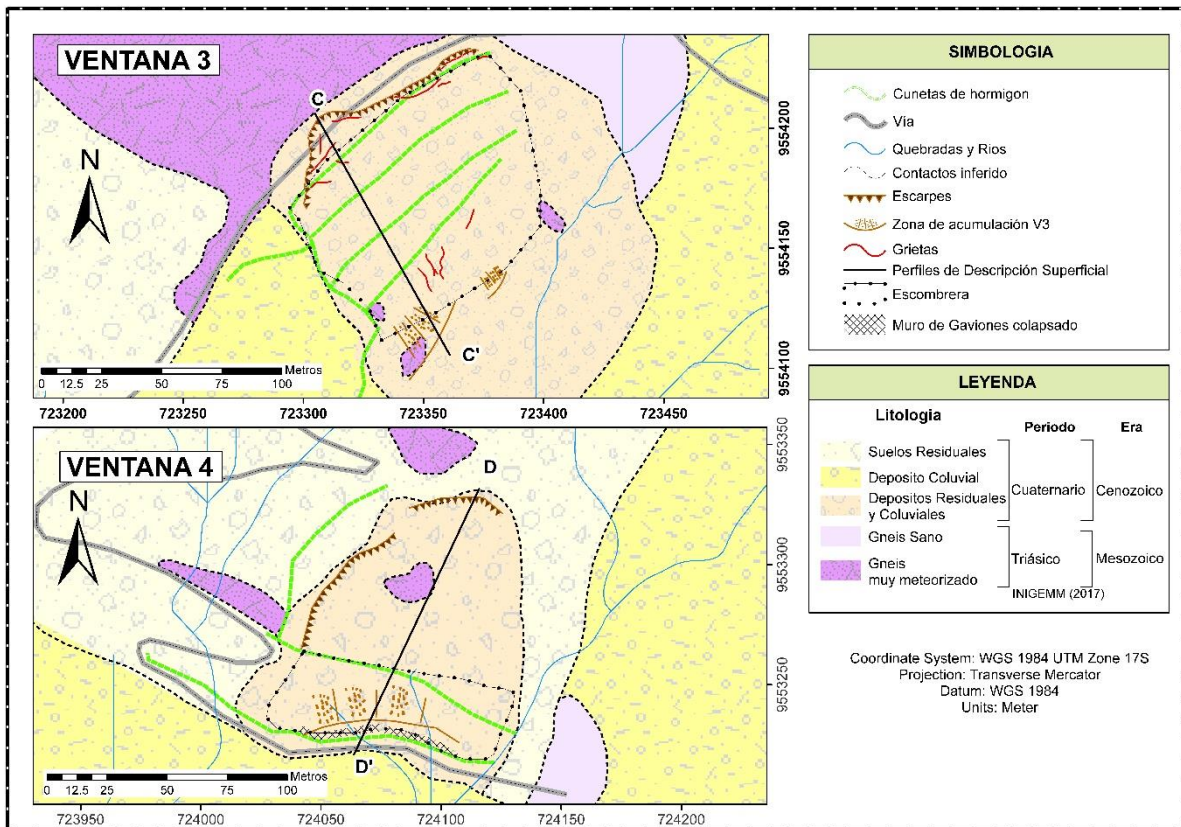 VENTANA 3
N
C
C'
Metros
0 12.5 25 50 75 100
723200 723250 723300 723350 723400 723450
9554200
9554150
9554100
VENTANA 4
N
D
D'
Metros
0 12.5 25 50 75 100
723950 724000 724050 724100 724150 724200
9553350
9553300
9553250
SIMBOLOGIA
Cunetas de hormigon
Via
Quebradas y Rios
Contactos inferido
Escarpes
Zona de acumulación V3
Grietas
Perfiles de Descripción Superficial
Escombrera
Muro de Gaviones colapsado
LEYENDA
Litologia Periodo Era
Suelos Residuales
Deposito Coluvial
Depositos Residuales
y Coluviales
Cuaternario Cenozoico
Gneis Sano
Gneis
muy meteorizado
Triásico Mesozoico
INIGEMM (2017)
Coordinate System: WGS 1984 UTM Zone 17S
Projection: Transverse Mercator
Datum: WGS 1984
Units: Meter